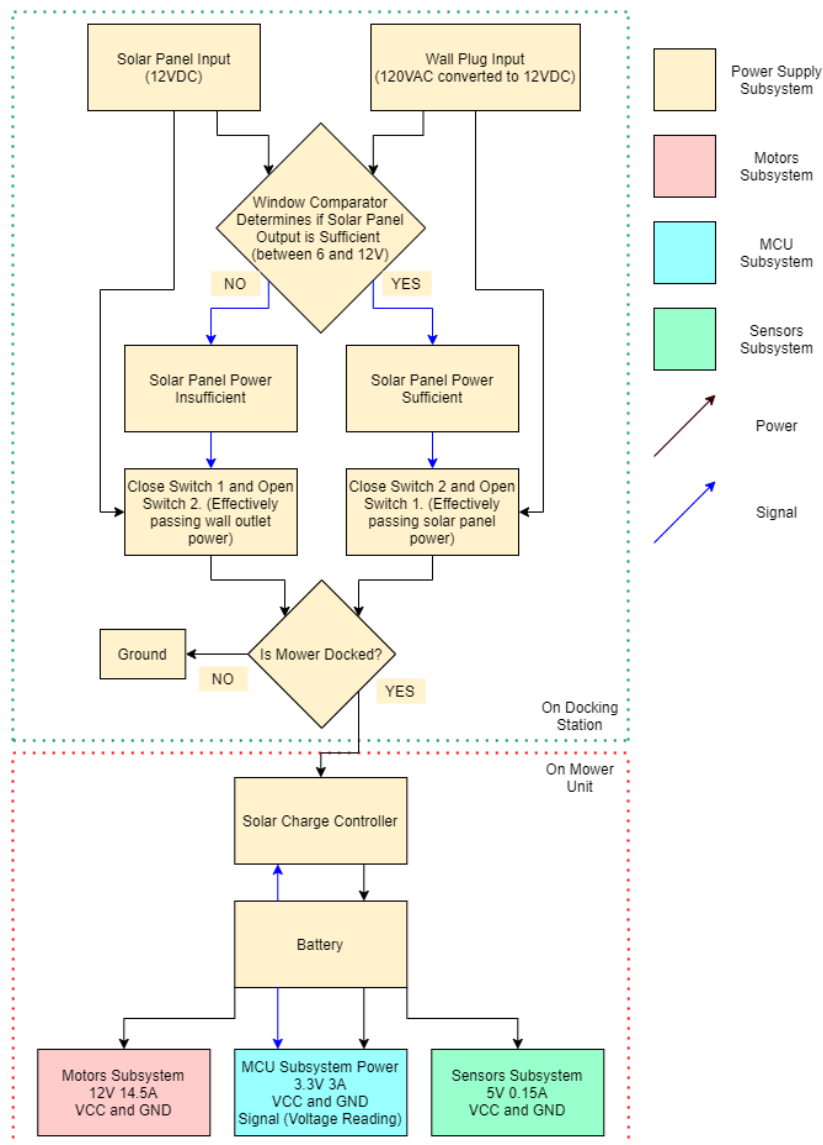 Solar Panel Input
(12VDC)
Wall Plug Input
(120VAC converted to 12VDC)
Power Supply
Subsystem
Motors
Subsystem
MCU
Subsystem
Sensors
Subsystem
Power
Signal
Window Comparator
Determines if Solar Panel
Output is Sufficient
(between 6 and 12V)
NO
YES
Solar Panel Power
Insufficient
Solar Panel Power
Sufficient
Close Switch 1 and Open
Switch 2. (Effectively
passing wall outlet
power)
Close Switch 2 and Open
Switch 1. (Effectively
passing solar panel
power)
Is Mower Docked?
Ground
NO
YES
On Docking
Station
On Mower
Unit
Solar Charge Controller
Battery
Motors Subsystem
12V 14.5A
VCC and GND
MCU Subsystem Power
3.3V 3A
VCC and GND
Signal (Voltage Reading)
Sensors Subsystem
5V 0.15A
VCC and GND